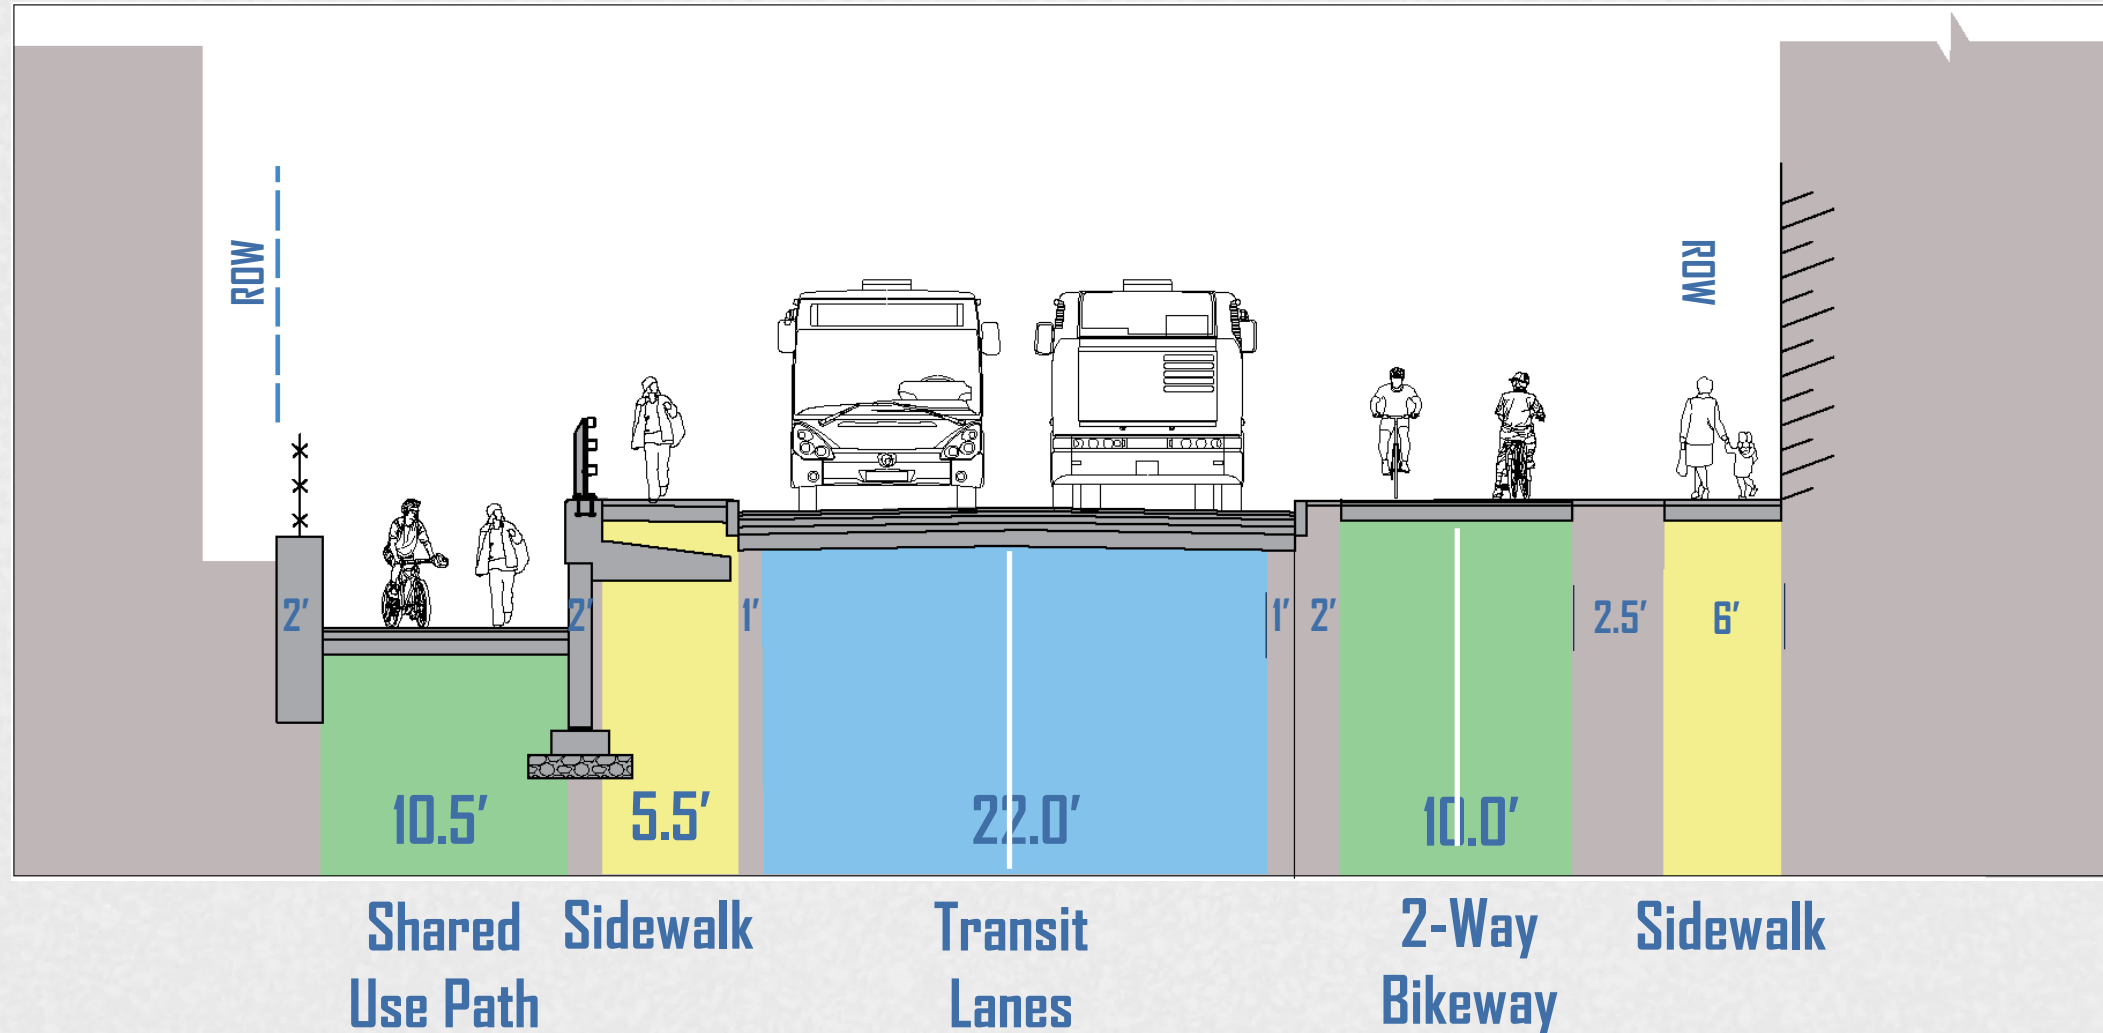 ROW
ROW
2'
2'
1'
1'
2'
2.5'
6'
10.5'
5.5'
22.0'
10.0'
Shared
Use Path
Sidewalk
Transit
Lanes
2-Way
Bikeway
Sidewalk